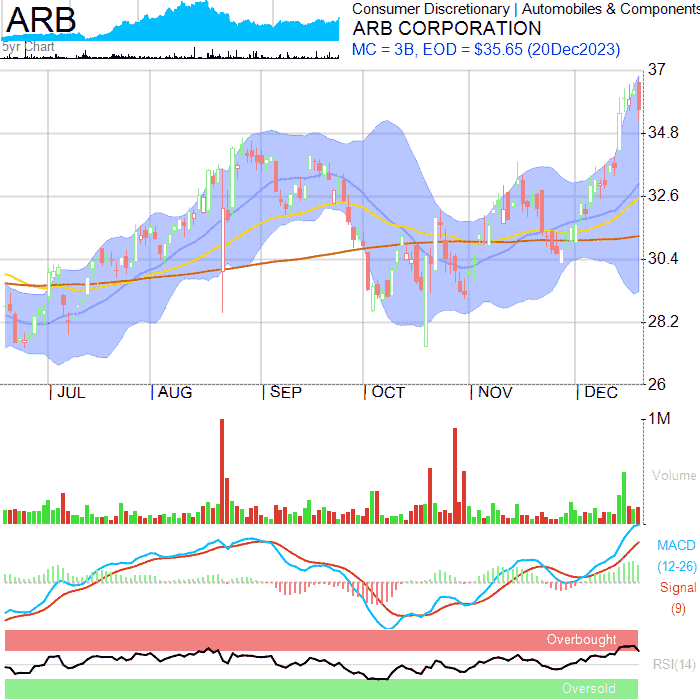 ARB
5yr Chart
Consumer Discretionary | Automobiles & Components
ARB CORPORATION
MC = 3B, EOD = $35.65 (20Dec2023)
37
34.8
32.6
30.4
28.2
26
JUL
AUG
SEP
OCT
NOV
DEC
1M
Volume
MACD
(12-26)
Signal
(9)
Overbought
RSI(14)
Oversold